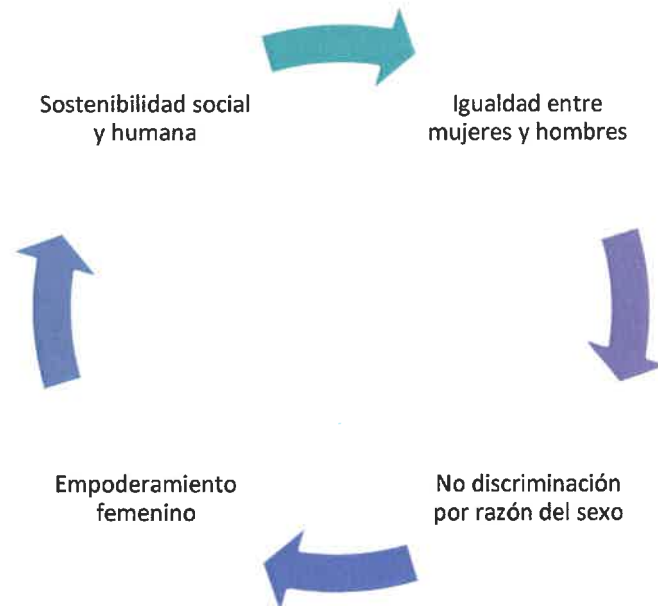 Sostenibilidad social
y humana
Igualdad entre
mujeres y hombres
Empoderamiento
femenino
No discriminación
por razón del sexo